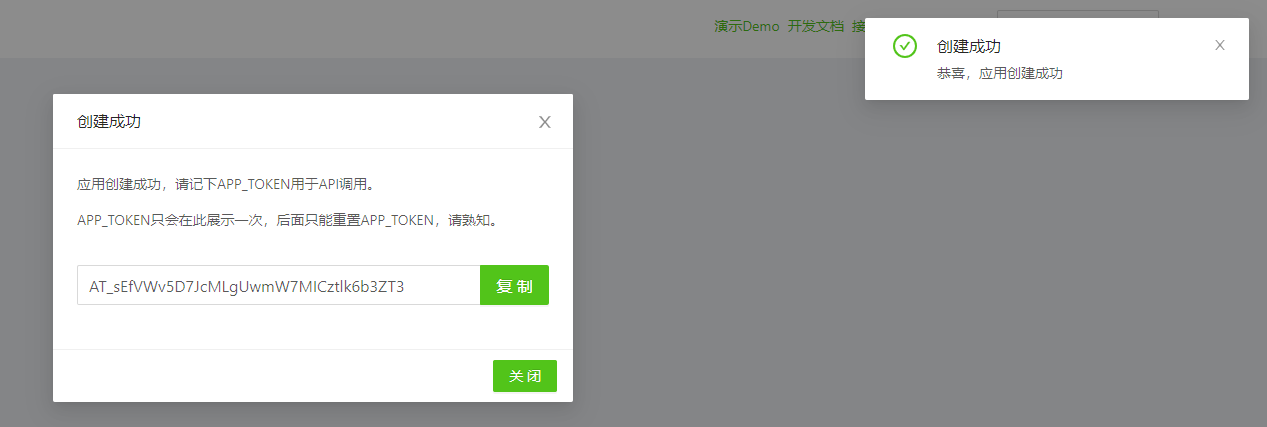 演示Demo 开发文档 接
创建成功
恭喜，应用创建成功
创建成功
应用创建成功，请记下APP_TOKEN用于API调用。
APP_TOKEN只会在此展示一次，后面只能重置APP_TOKEN，请熟知。
AT_sEfVWv5D7JcMLgUwmW7MICztlk6b3ZT3
复 制
关 闭